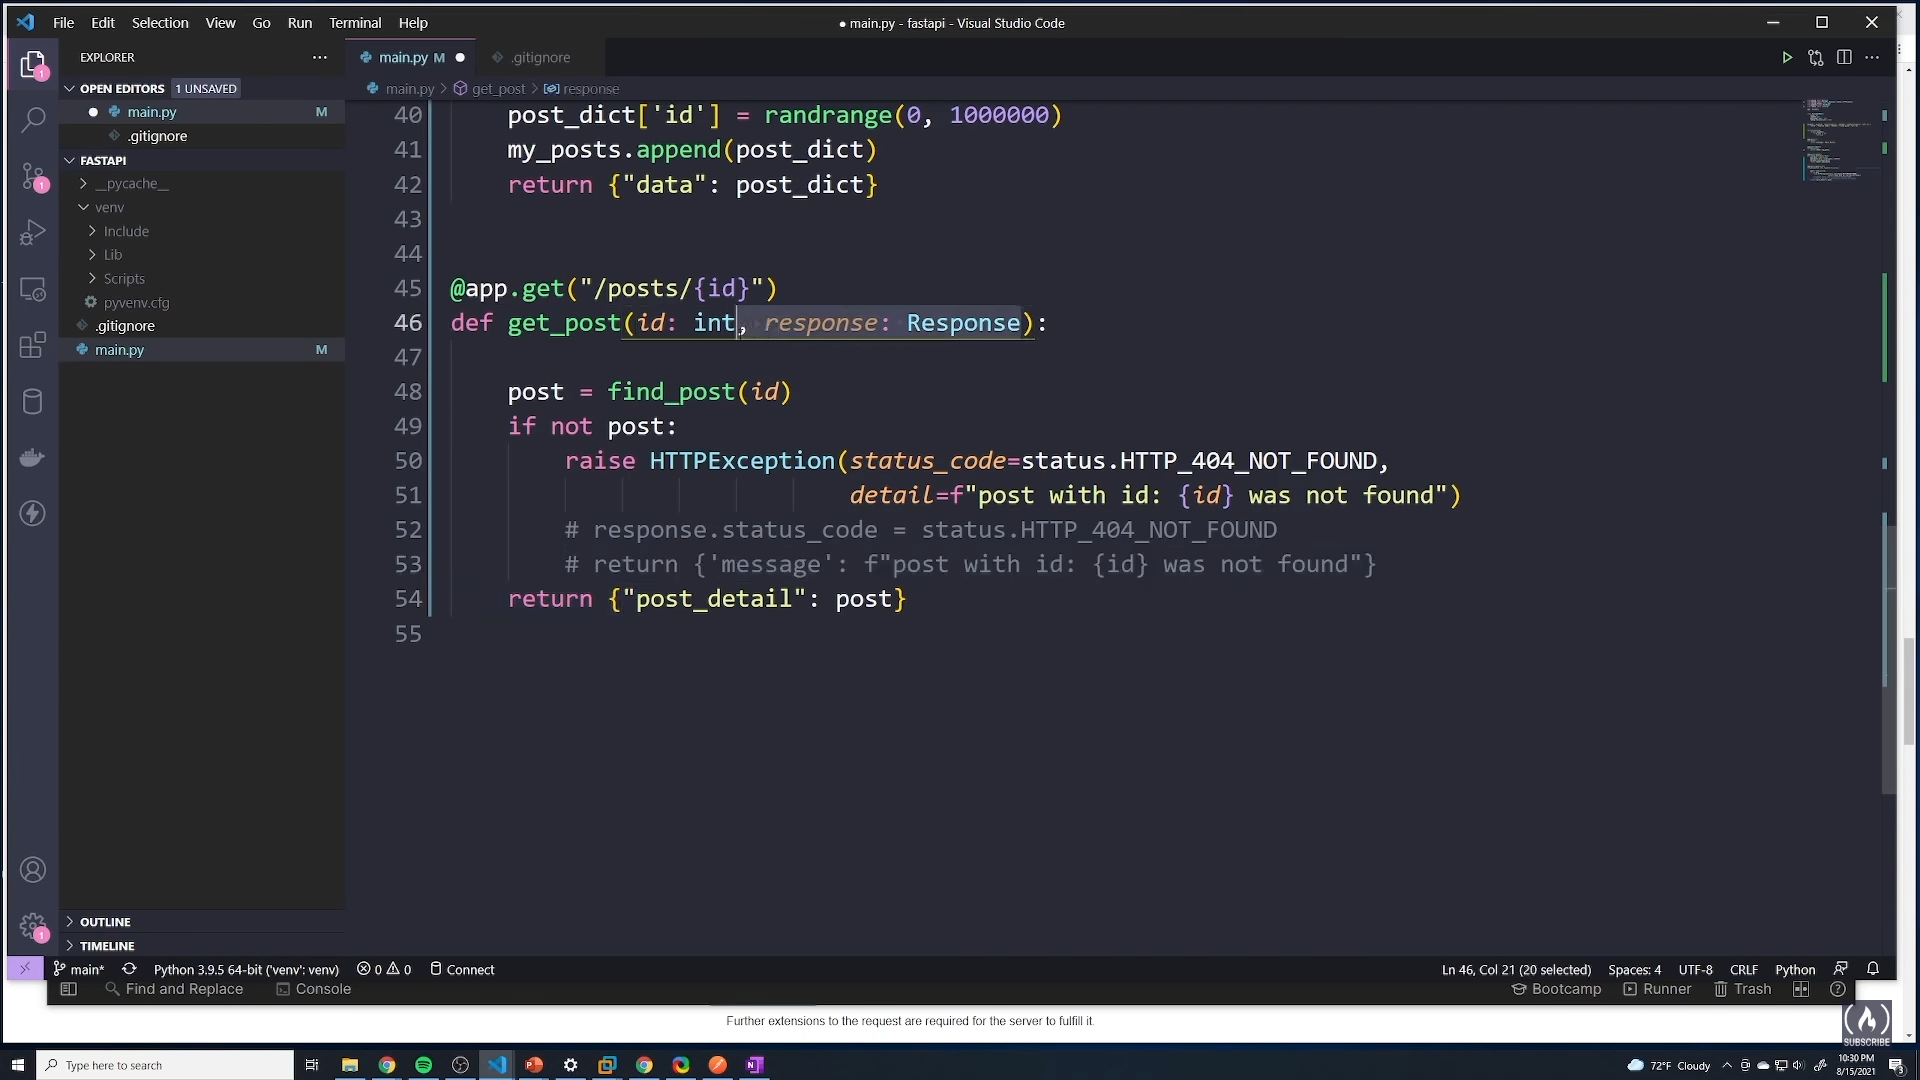 File Edit Selection View Go Run Terminal Help
● main.py - fastapi - Visual Studio Code
EXPLORER
main.py M
.gitignore
OPEN EDITORS 1 UNSAVED
main.py > get_post > response
main.py M
.gitignore
FASTAPI
__pycache__
venv
Include
Lib
Scripts
pyvenv.cfg
.gitignore
main.py M
40 post_dict['id'] = randrange(0, 1000000)
41 my_posts.append(post_dict)
42 return {"data": post_dict}
43
44
45 @app.get("/posts/{id}")
46 def get_post(id: int, response: Response):
47
48 post = find_post(id)
49 if not post:
50 raise HTTPException(status_code=status.HTTP_404_NOT_FOUND,
51 detail=f"post with id: {id} was not found")
52 # response.status_code = status.HTTP_404_NOT_FOUND
53 # return {'message': f"post with id: {id} was not found"}
54 return {"post_detail": post}
55
OUTLINE
TIMELINE
main* Python 3.9.5 64-bit ('venv': venv) 0 0 Connect
Ln 46, Col 21 (20 selected) Spaces: 4 UTF-8 CRLF Python
Find and Replace Console
Bootcamp Runner Trash
Further extensions to the request are required for the server to fulfill it.
SUBSCRIBE
Type here to search
72°F Cloudy
10:30 PM
8/15/2021